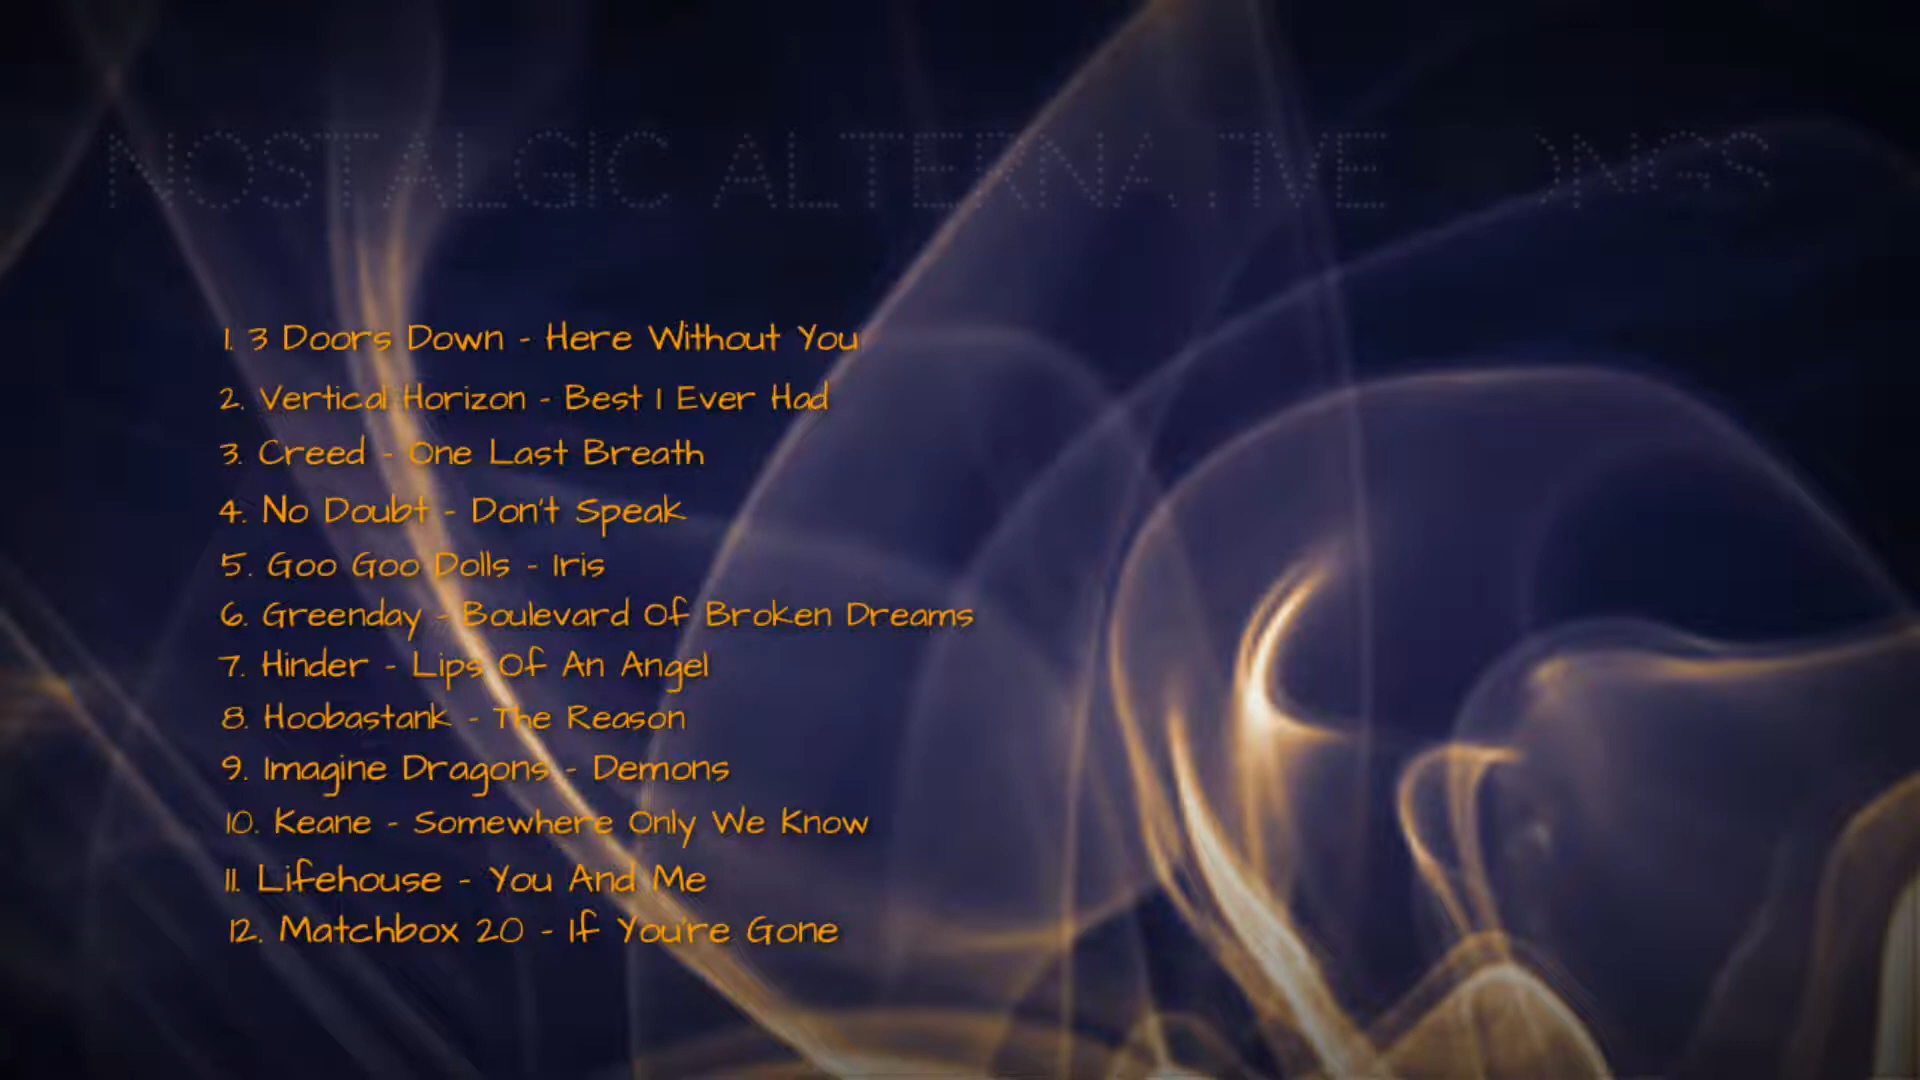 NOSTALGIC ALTERNATIVE SONGS
1. 3 Doors Down - Here Without You
2. Vertical Horizon - Best I Ever Had
3. Creed - One Last Breath
4. No Doubt - Don't Speak
5. Goo Goo Dolls - Iris
6. Greenday - Boulevard Of Broken Dreams
7. Hinder - Lips Of An Angel
8. Hoobastank - The Reason
9. Imagine Dragons - Demons
10. Keane - Somewhere Only We Know
11. Lifehouse - You And Me
12. Matchbox 20 - If You're Gone